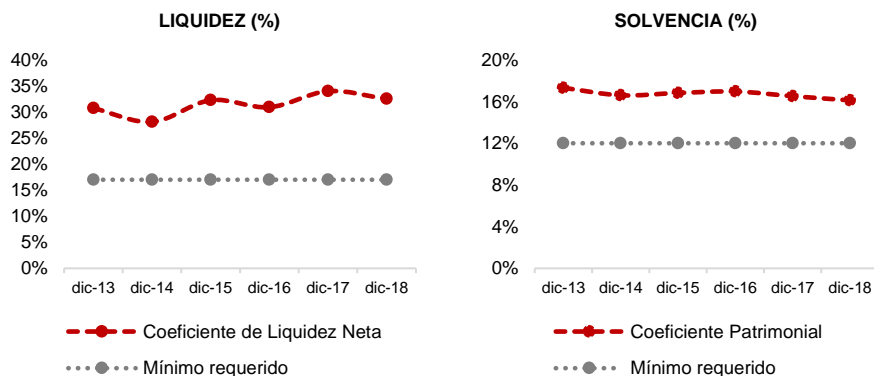 LIQUIDEZ (%)
40%
35%
30%
25%
20%
15%
10%
5%
0%
dic-13 dic-14 dic-15 dic-16 dic-17 dic-18
Coeficiente de Liquidez Neta
Mínimo requerido
SOLVENCIA (%)
20%
16%
12%
8%
4%
0%
dic-13 dic-14 dic-15 dic-16 dic-17 dic-18
Coeficiente Patrimonial
Mínimo requerido